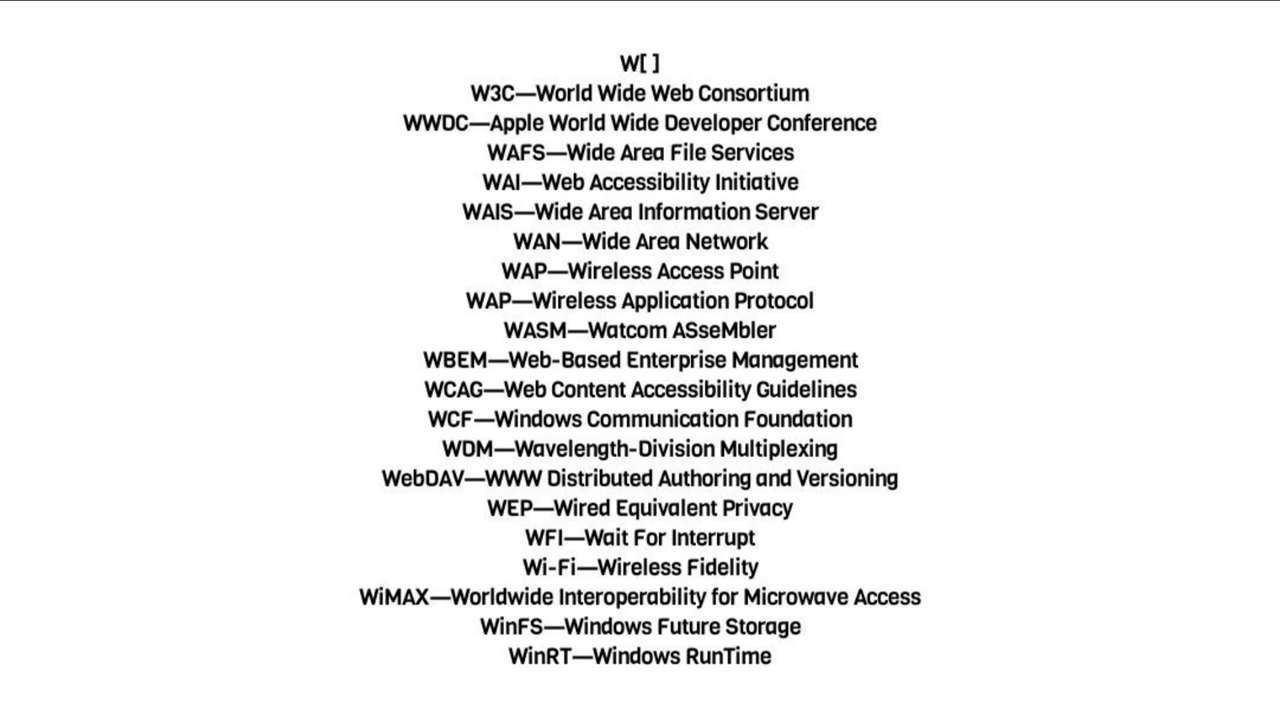 W[ ]
W3C—World Wide Web Consortium
WWDC—Apple World Wide Developer Conference
WAFS—Wide Area File Services
WAI—Web Accessibility Initiative
WAIS—Wide Area Information Server
WAN—Wide Area Network
WAP—Wireless Access Point
WAP—Wireless Application Protocol
WASM—Watcom ASseMbler
WBEM—Web-Based Enterprise Management
WCAG—Web Content Accessibility Guidelines
WCF—Windows Communication Foundation
WDM—Wavelength-Division Multiplexing
WebDAV—WWW Distributed Authoring and Versioning
WEP—Wired Equivalent Privacy
WFI—Wait For Interrupt
Wi-Fi—Wireless Fidelity
WiMAX—Worldwide Interoperability for Microwave Access
WinFS—Windows Future Storage
WinRT—Windows RunTime